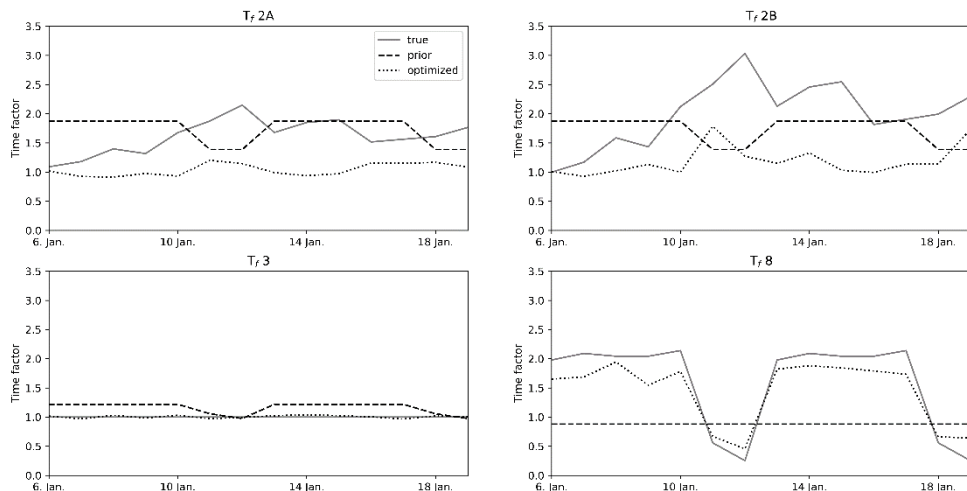 T_f 2A
3.5
3.0
2.5
2.0
1.5
1.0
0.5
0.0
Time factor
true
prior
optimized
6. Jan.
10 Jan.
14 Jan.
18 Jan.
T_f 2B
3.5
3.0
2.5
2.0
1.5
1.0
0.5
0.0
Time factor
6. Jan.
10 Jan.
14 Jan.
18 Jan.
T_f 3
3.5
3.0
2.5
2.0
1.5
1.0
0.5
0.0
Time factor
6. Jan.
10 Jan.
14 Jan.
18 Jan.
T_f 8
3.5
3.0
2.5
2.0
1.5
1.0
0.5
0.0
Time factor
6. Jan.
10 Jan.
14 Jan.
18 Jan.